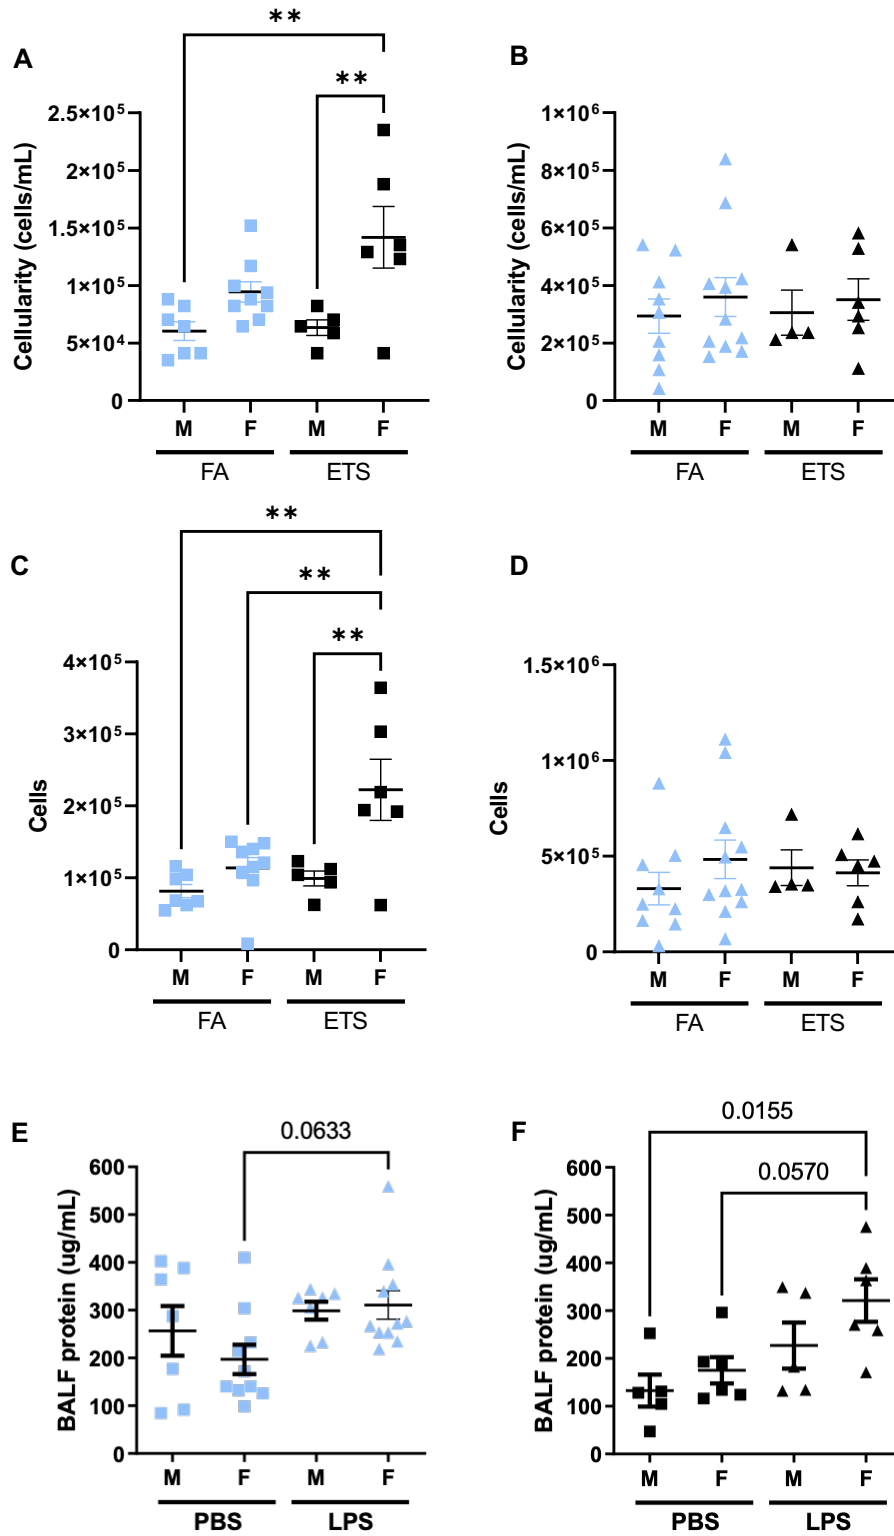 A
**
**
Cellularity (cells/mL)
2.5×10⁵
2×10⁵
1.5×10⁵
1×10⁵
5×10⁴
0
M F M F
FA ETS
B
Cellularity (cells/mL)
1×10⁶
8×10⁵
6×10⁵
4×10⁵
2×10⁵
0
M F M F
FA ETS
C
**
**
**
Cells
4×10⁵
3×10⁵
2×10⁵
1×10⁵
0
M F M F
FA ETS
D
Cells
1.5×10⁶
1×10⁶
5×10⁵
0
M F M F
FA ETS
E
0.0633
BALF protein (ug/mL)
600
500
400
300
200
100
0
M F M F
PBS LPS
F
0.0155
0.0570
BALF protein (ug/mL)
600
500
400
300
200
100
0
M F M F
PBS LPS